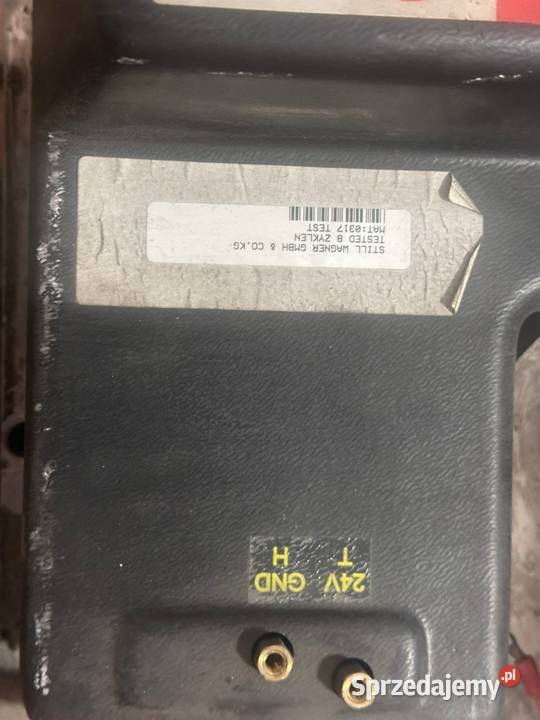 STILL WAGNER GMBH & CO.KG
TESTED 8 ZYKLEN
MAT:0317 TEST
24V GND
T H
Sprzedajemy.pl